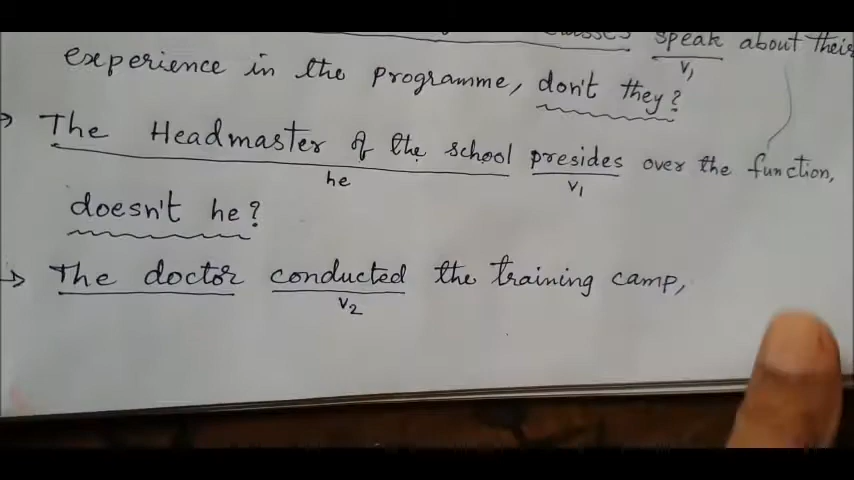 classes speak about their
V1
experience in the programme, don't they?
→ The Headmaster of the school presides over the function,
he V1
doesn't he?
→ The doctor conducted the training camp,
V2